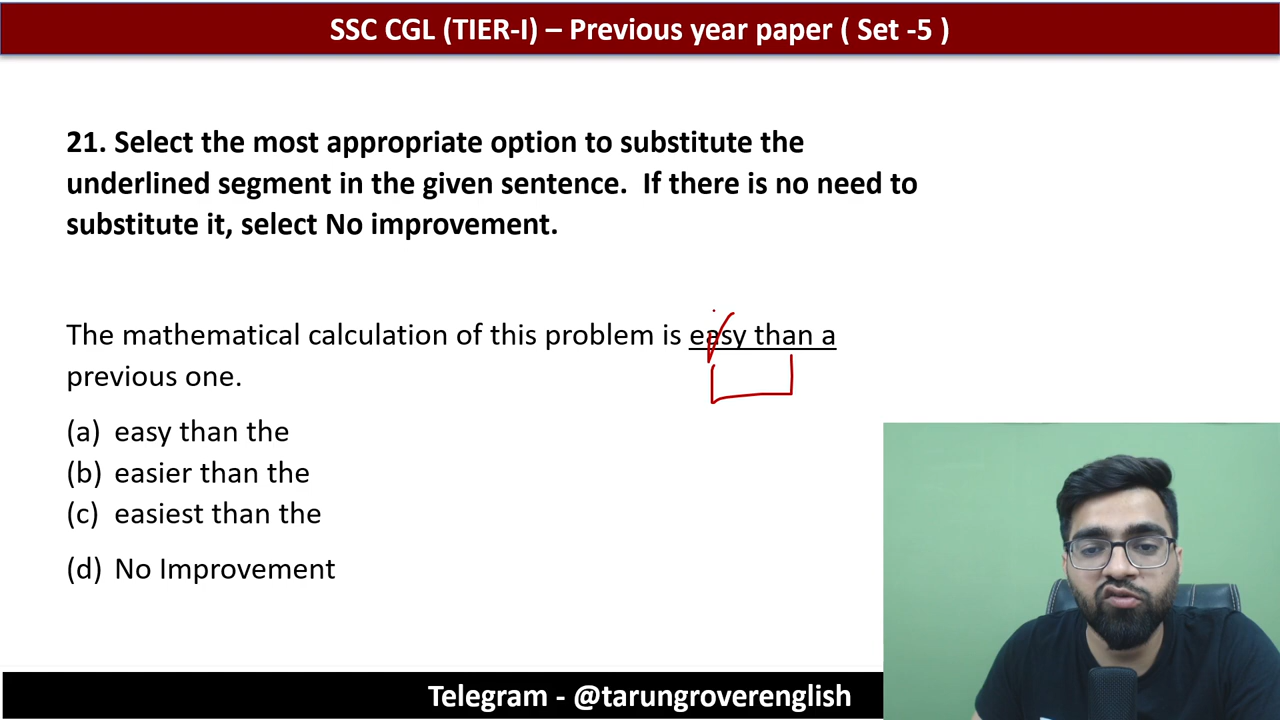 SSC CGL (TIER-I) – Previous year paper ( Set -5 )
21. Select the most appropriate option to substitute the
underlined segment in the given sentence.  If there is no need to
substitute it, select No improvement.
The mathematical calculation of this problem is easy than a
previous one.
(a) easy than the
(b) easier than the
(c) easiest than the
(d) No Improvement
Telegram - @tarungroverenglish